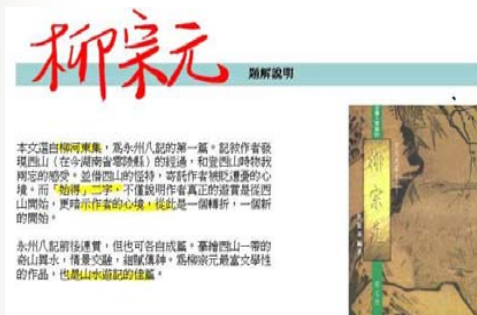 柳宗元
題解說明
本文選自柳河東集，為永州八記的第一篇。記敘作者發
現西山（在今湖南省零陵縣）的經過，和登西山時物我
兩忘的感受。並借西山的怪特，寄託作者被貶遭憂的心
境。而「始得」二字，不僅說明作者真正的遊賞是從西
山開始，更暗示作者的心境，從此是一個轉折，一個新
的開始。
永州八記前後連貫，但也可各自成篇。摹繪西山一帶的
奇山異水，情景交融，細膩傳神。為柳宗元最富文學性
的作品，也是山水遊記的佳篇。
柳宗元